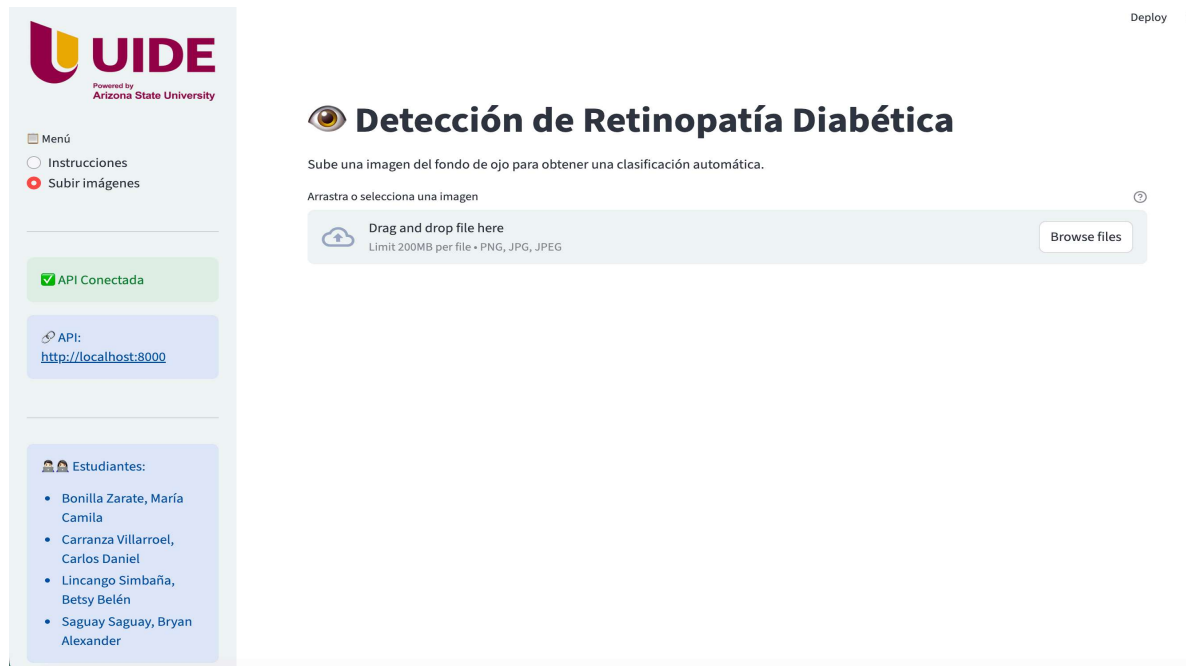 UIDE
Powered by
Arizona State University
Menú
Instrucciones
Subir imágenes
API Conectada
API:
http://localhost:8000
Estudiantes:
Bonilla Zarate, María
Camila
Carranza Villarroel,
Carlos Daniel
Lincango Simbaña,
Betsy Belén
Saguay Saguay, Bryan
Alexander
Deploy
Detección de Retinopatía Diabética
Sube una imagen del fondo de ojo para obtener una clasificación automática.
Arrastra o selecciona una imagen
Drag and drop file here
Limit 200MB per file • PNG, JPG, JPEG
Browse files